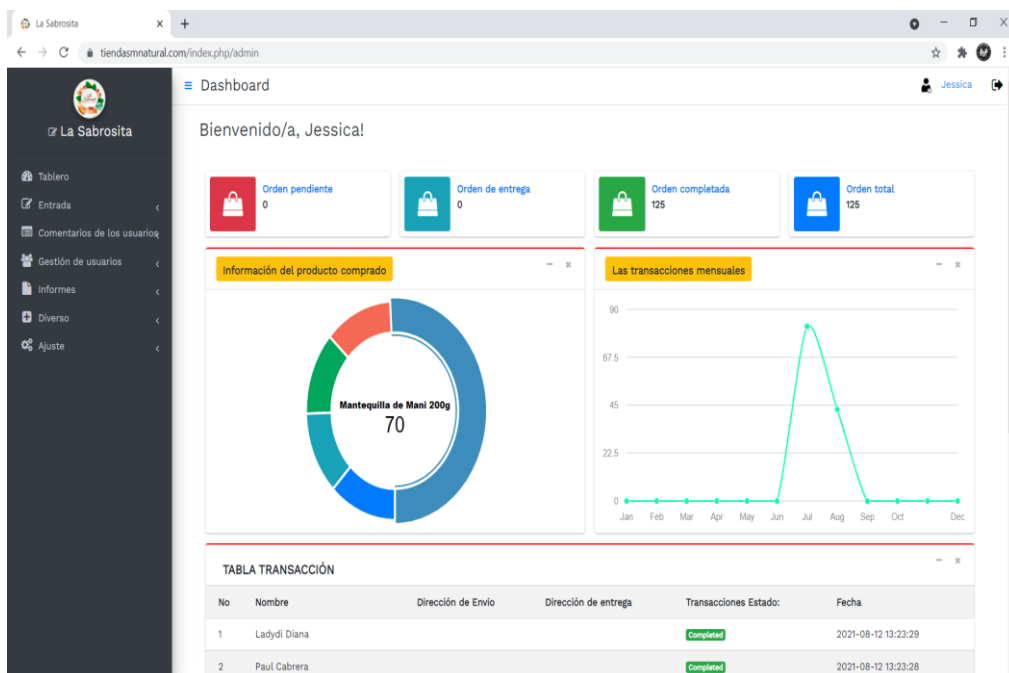 La Sabrosita
tiendasmnatural.com/index.php/admin
La Sabrosita
Dashboard
Jessica
Bienvenido/a, Jessica!
Tablero
Entrada
Comentarios de los usuarios
Gestión de usuarios
Informes
Diverso
Ajuste
Orden pendiente
0
Orden de entrega
0
Orden completada
125
Orden total
125
Información del producto comprado
Mantequilla de Mani 200g
70
Las transacciones mensuales
90
67.5
45
22.5
0
Jan Feb Mar Apr May Jun Jul Aug Sep Oct Dec
TABLA TRANSACCIÓN
No Nombre Dirección de Envio Dirección de entrega Transacciones Estado: Fecha
1 Ladydi Diana Completed 2021-08-12 13:23:29
2 Paul Cabrera Completed 2021-08-12 13:23:28